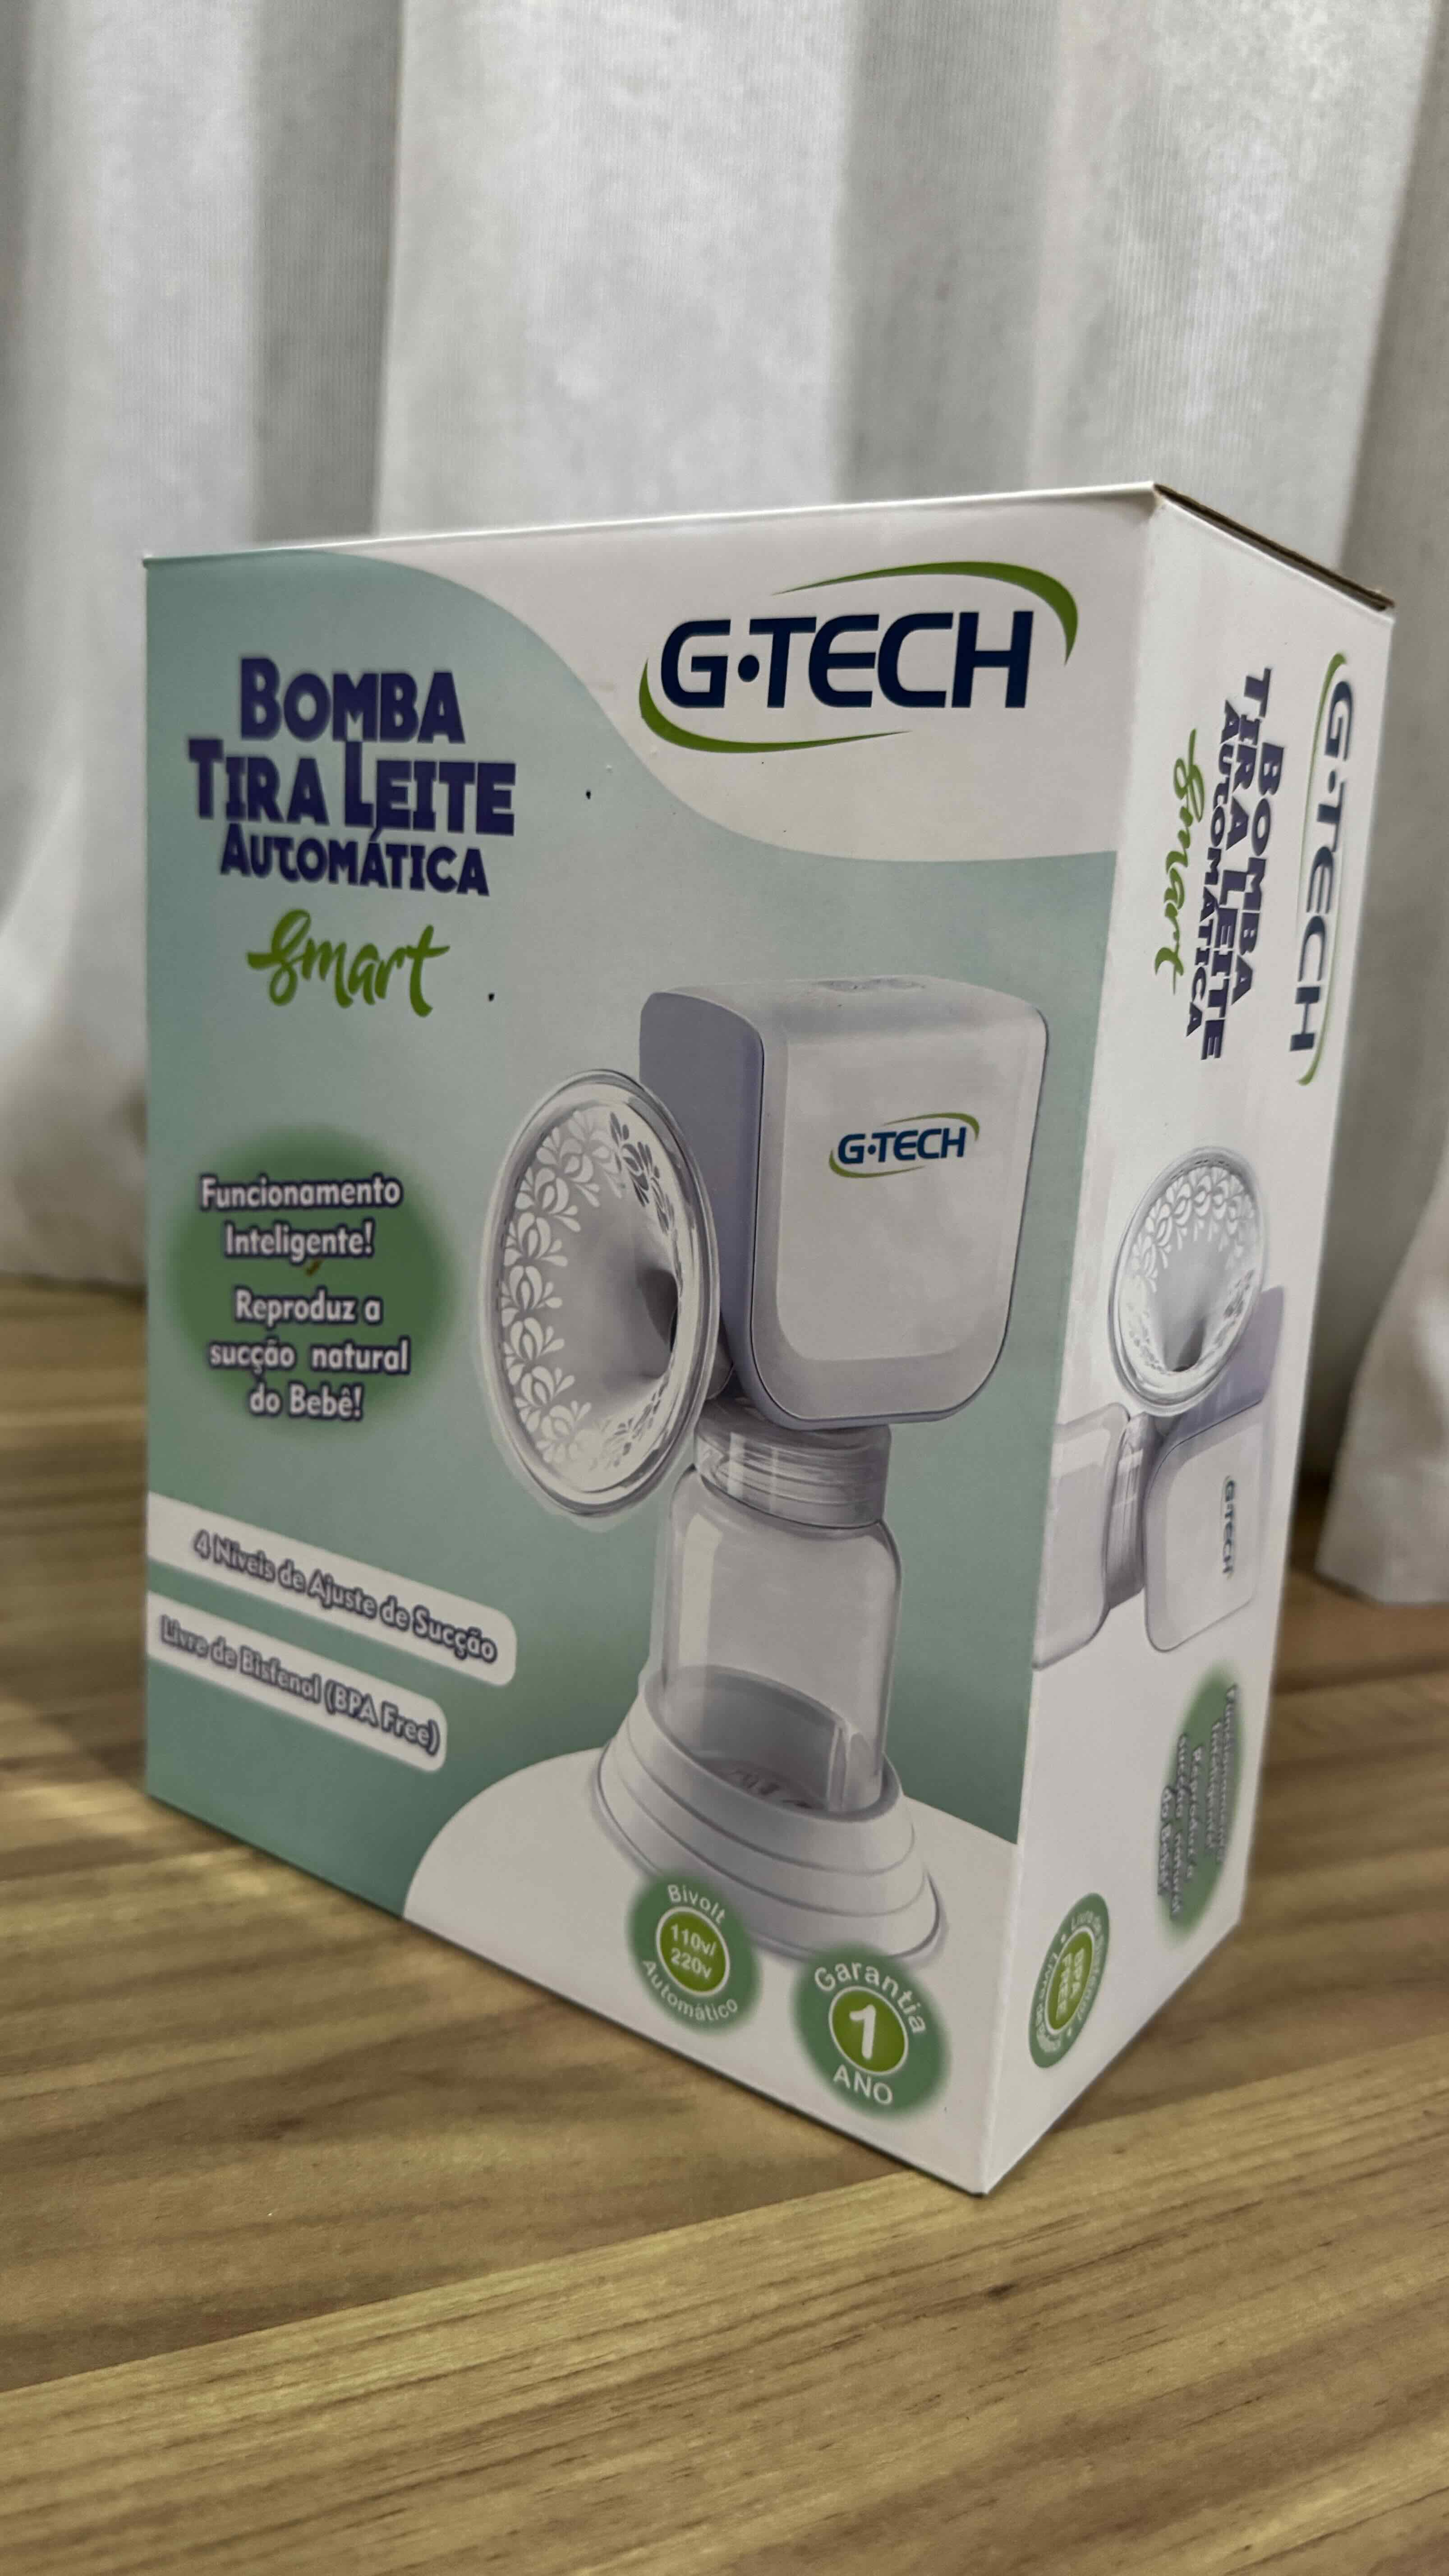 G·TECH
BOMBA
TIRA LEITE
AUTOMÁTICA
Smart
G·TECH
Funcionamento
Inteligente!
Reproduz a
sucção natural
do Bebê!
4 Níveis de Ajuste de Sucção
Livre de Bisfenol (BPA Free)
Bivolt
110v/
220v
Automático
Garantia
1
ANO
G·TECH
BOMBA
TIRA LEITE
AUTOMÁTICA
Smart
G·TECH
BPA
FREE